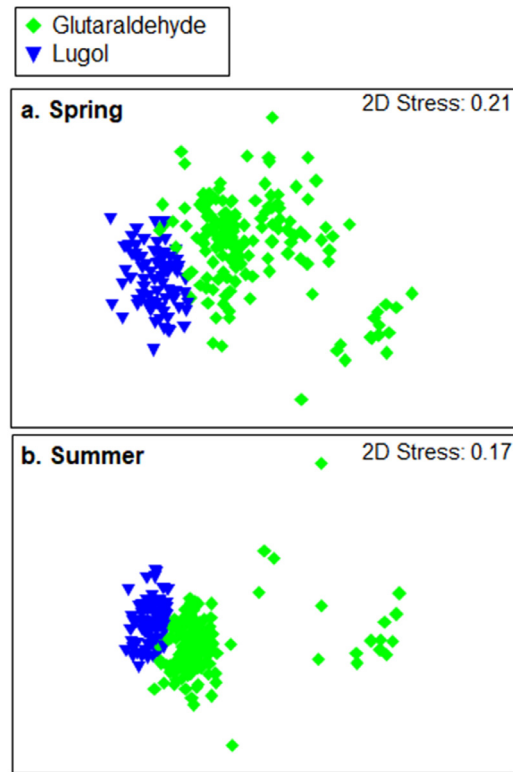 Glutaraldehyde
Lugol
a. Spring
2D Stress: 0.21
b. Summer
2D Stress: 0.17